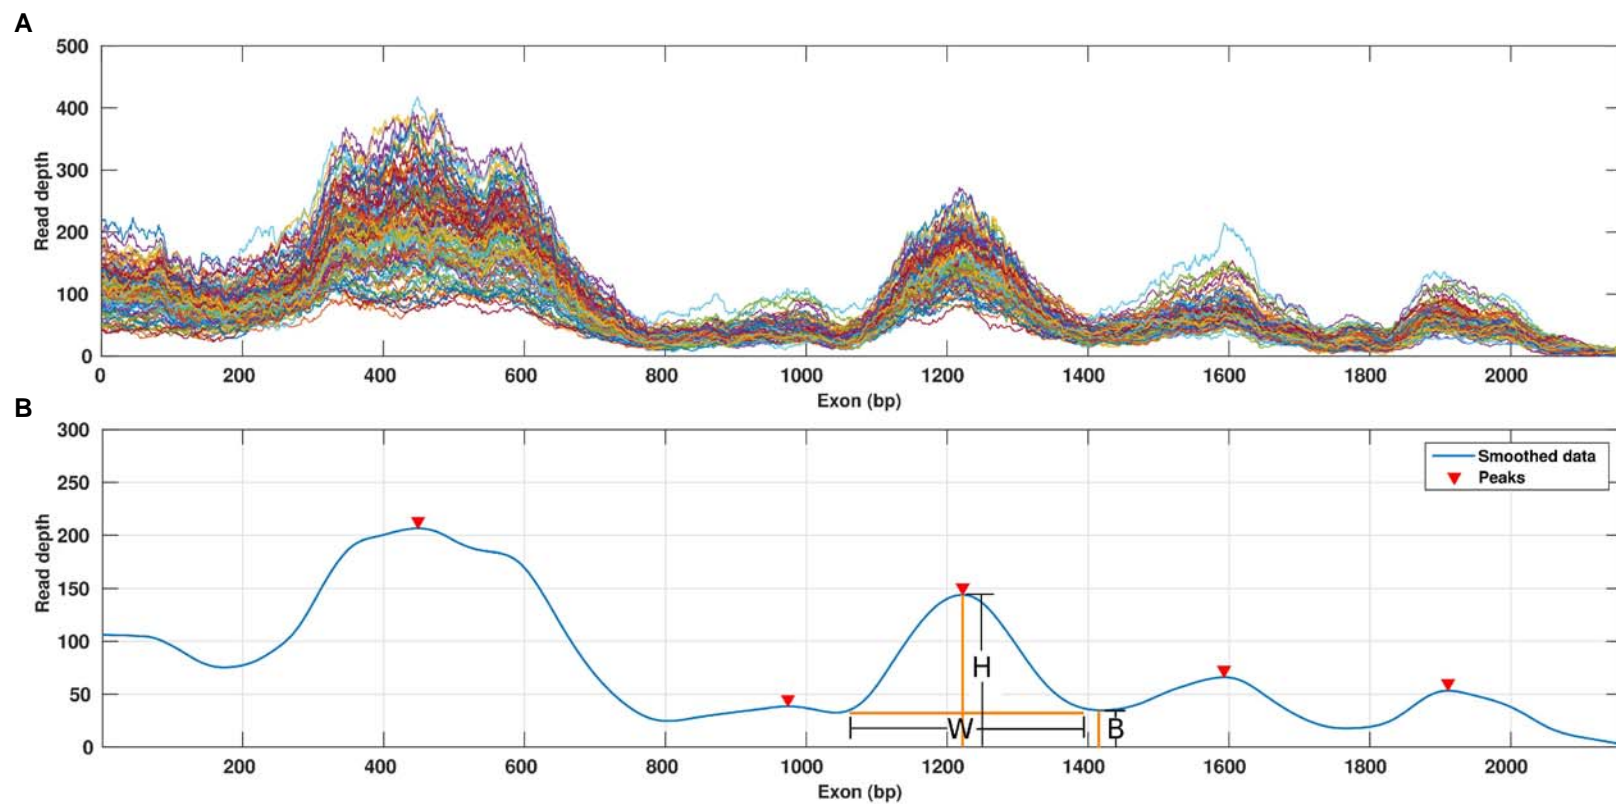 A
500
400
300
200
100
0
Read depth
0 200 400 600 800 1000 1200 1400 1600 1800 2000
Exon (bp)
B
300
250
200
150
100
50
0
Read depth
Smoothed data
Peaks
H
W
B
200 400 600 800 1000 1200 1400 1600 1800 2000
Exon (bp)